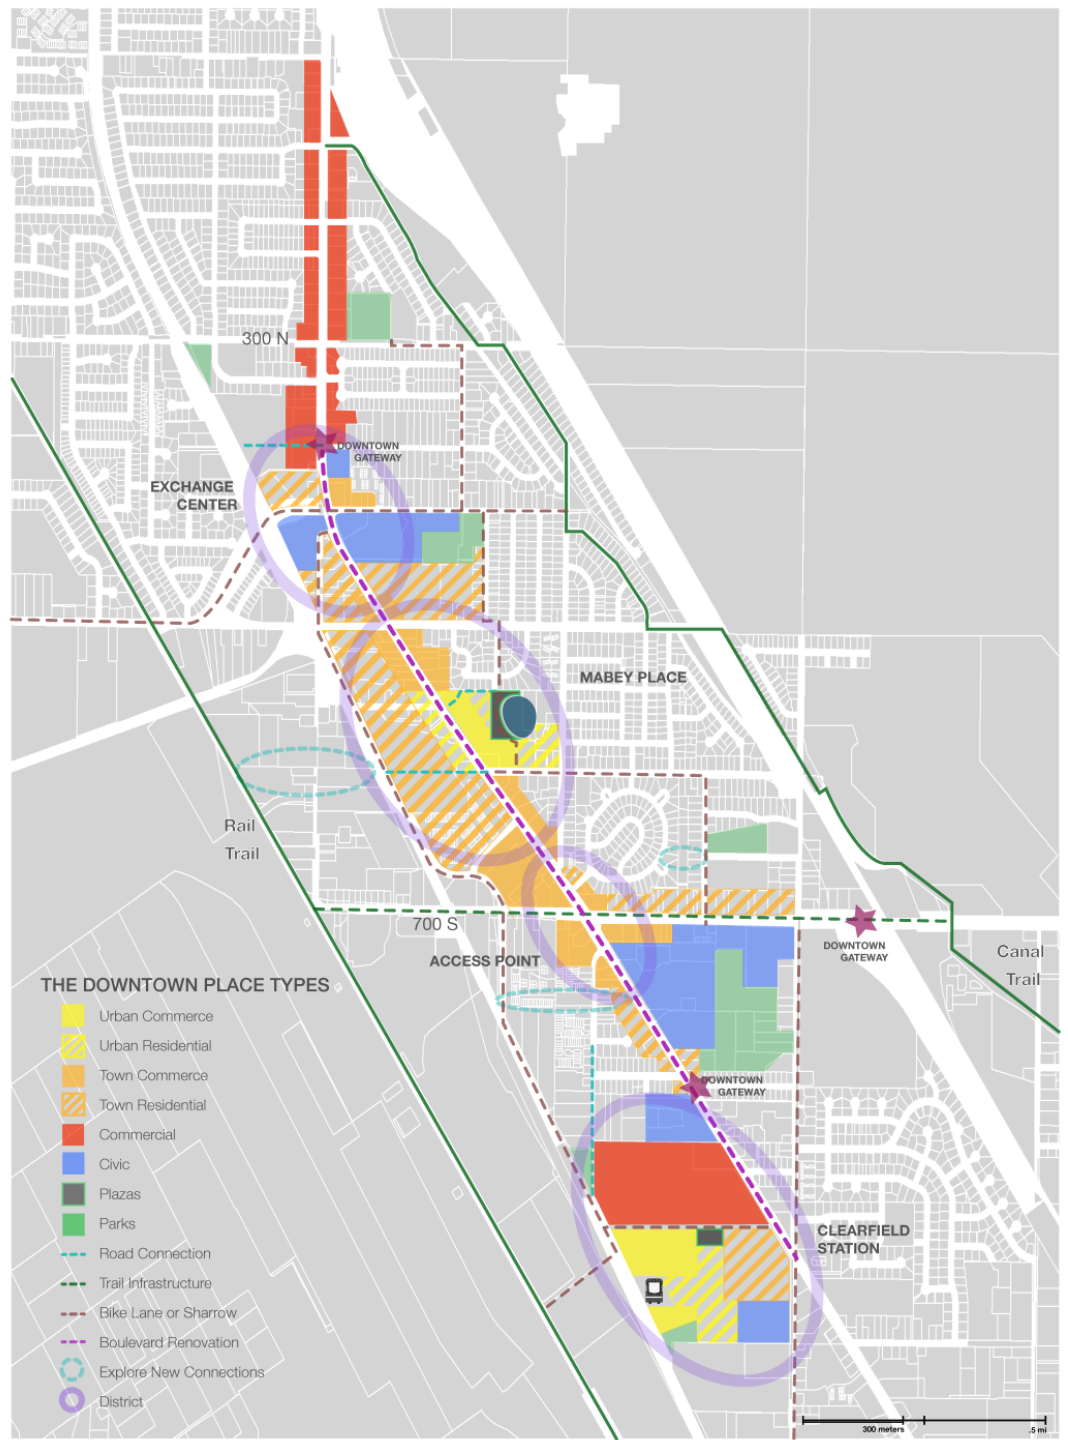 300 N
DOWNTOWN
GATEWAY
EXCHANGE
CENTER
MABEY PLACE
Rail
Trail
700 S
ACCESS POINT
DOWNTOWN
GATEWAY
Canal
Trail
THE DOWNTOWN PLACE TYPES
Urban Commerce
Urban Residential
Town Commerce
Town Residential
Commercial
Civic
Plazas
Parks
Road Connection
Trail Infrastructure
Bike Lane or Sharrow
Boulevard Renovation
Explore New Connections
District
DOWNTOWN
GATEWAY
CLEARFIELD
STATION
300 meters
.5 mi